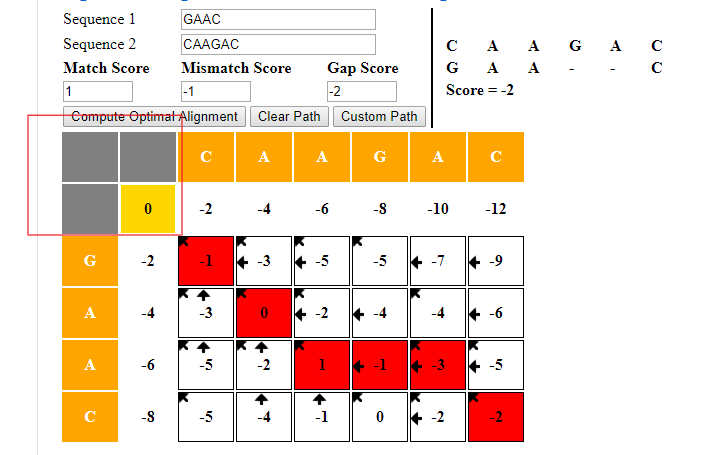 Sequence 1 GAAC
Sequence 2 CAAGAC
Match Score Mismatch Score Gap Score
1 -1 -2
Compute Optimal Alignment Clear Path Custom Path
C A A G A C
G A A - - C
Score = -2
C A A G A C
0 -2 -4 -6 -8 -10 -12
G -2 -1 -3 -5 -5 -7 -9
A -4 -3 0 -2 -4 -4 -6
A -6 -5 -2 1 -1 -3 -5
C -8 -5 -4 -1 0 -2 -2